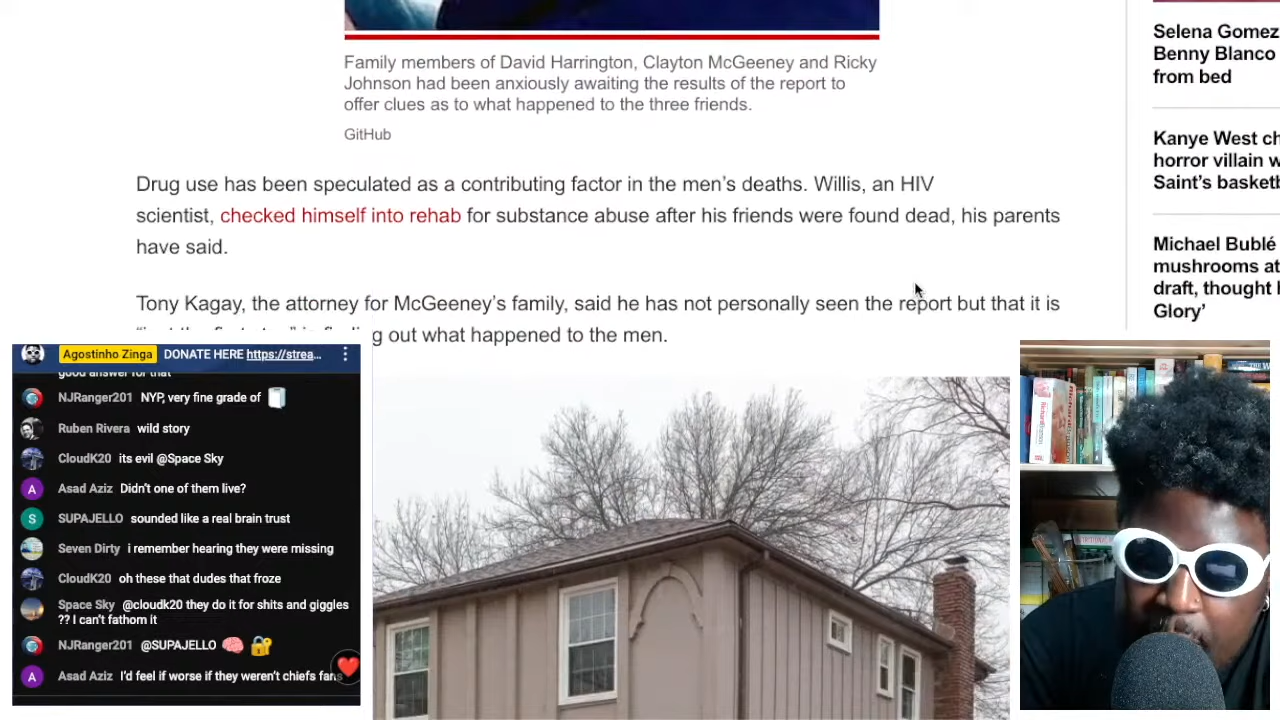 Family members of David Harrington, Clayton McGeeney and Ricky
Johnson had been anxiously awaiting the results of the report to
offer clues as to what happened to the three friends.
GitHub
Drug use has been speculated as a contributing factor in the men's deaths. Willis, an HIV
scientist, checked himself into rehab for substance abuse after his friends were found dead, his parents
have said.
Tony Kagay, the attorney for McGeeney's family, said he has not personally seen the report but that it is
out what happened to the men.
Selena Gomez
Benny Blanco
from bed
Kanye West
horror villain
Saint's
Michael Bublé
mushrooms at
draft, thought
Glory'
Agostinho Zinga DONATE HERE https://strea...
good answer for that
NJRanger201 NYP, very fine grade of
Ruben Rivera wild story
CloudK20 its evil @Space Sky
Asad Aziz Didn't one of them live?
SUPAJELLO sounded like a real brain trust
Seven Dirty i remember hearing they were missing
CloudK20 oh these that dudes that froze
Space Sky @cloudk20 they do it for shits and giggles
?? I can't fathom it
NJRanger201 @SUPAJELLO
Asad Aziz I'd feel if worse if they weren't chiefs fans